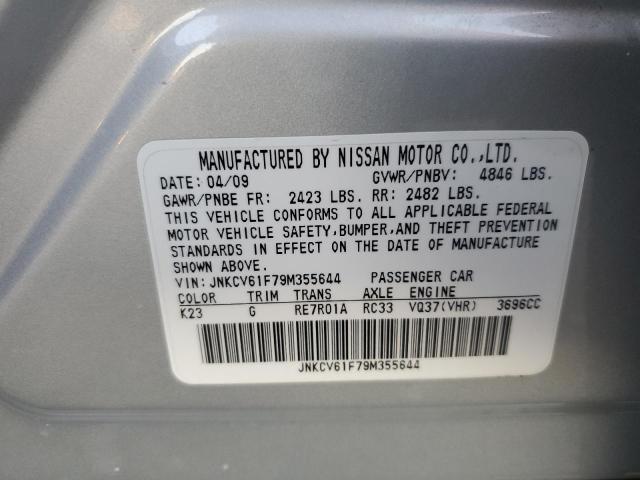 MANUFACTURED BY NISSAN MOTOR CO.,LTD.
DATE: 04/09 GVWR/PNBV: 4846 LBS.
GAWR/PNBE FR: 2423 LBS. RR: 2482 LBS.
THIS VEHICLE CONFORMS TO ALL APPLICABLE FEDERAL
MOTOR VEHICLE SAFETY,BUMPER,AND THEFT PREVENTION
STANDARDS IN EFFECT ON THE DATE OF MANUFACTURE
SHOWN ABOVE.
VIN: JNKCV61F79M355644 PASSENGER CAR
COLOR TRIM TRANS AXLE ENGINE
K23 G RE7R01A RC33 VQ37(VHR) 3696CC
JNKCV61F79M355644